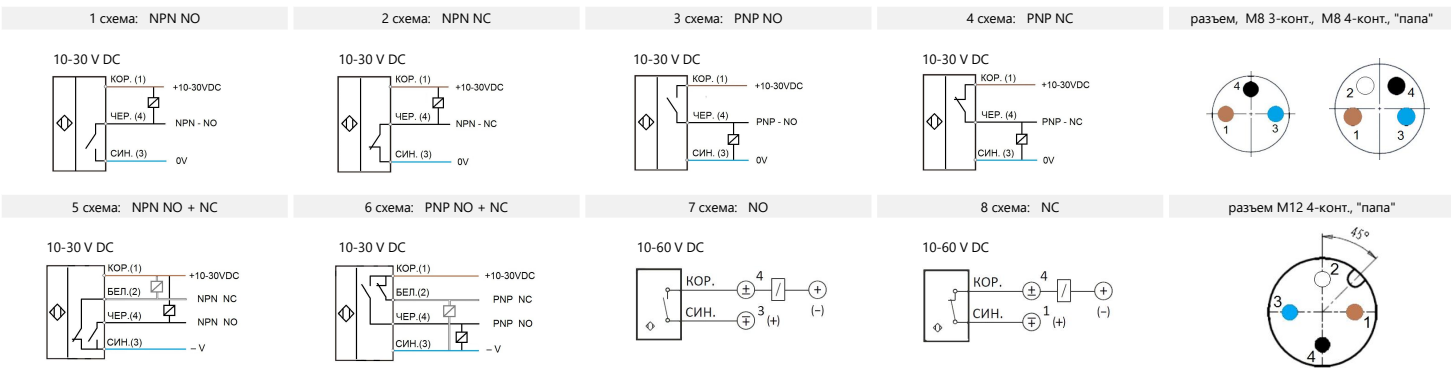 1 схема: NPN NO
2 схема: NPN NC
3 схема: PNP NO
4 схема: PNP NC
разъем, М8 3-конт., М8 4-конт., "папа"
10-30 V DC
КОР. (1)
+10-30VDC
ЧЕР. (4)
NPN - NO
СИН. (3)
0V
10-30 V DC
КОР. (1)
+10-30VDC
ЧЕР. (4)
NPN - NC
СИН. (3)
0V
10-30 V DC
КОР. (1)
+10-30VDC
ЧЕР. (4)
PNP - NO
СИН. (3)
0V
10-30 V DC
КОР. (1)
+10-30VDC
ЧЕР. (4)
PNP - NC
СИН. (3)
0V
4
1
3
2
4
1
3
5 схема: NPN NO + NC
6 схема: PNP NO + NC
7 схема: NO
8 схема: NC
разъем М12 4-конт., "папа"
10-30 V DC
КОР.(1)
+10-30VDC
БЕЛ.(2)
NPN NC
ЧЕР.(4)
NPN NO
СИН.(3)
– V
10-30 V DC
КОР.(1)
+10-30VDC
БЕЛ.(2)
PNP NC
ЧЕР.(4)
PNP NO
СИН.(3)
– V
10-60 V DC
КОР.
4
±
+
(–)
СИН.
∓
3
(+)
10-60 V DC
КОР.
4
±
+
(–)
СИН.
∓
1
(+)
45°
2
3
1
4